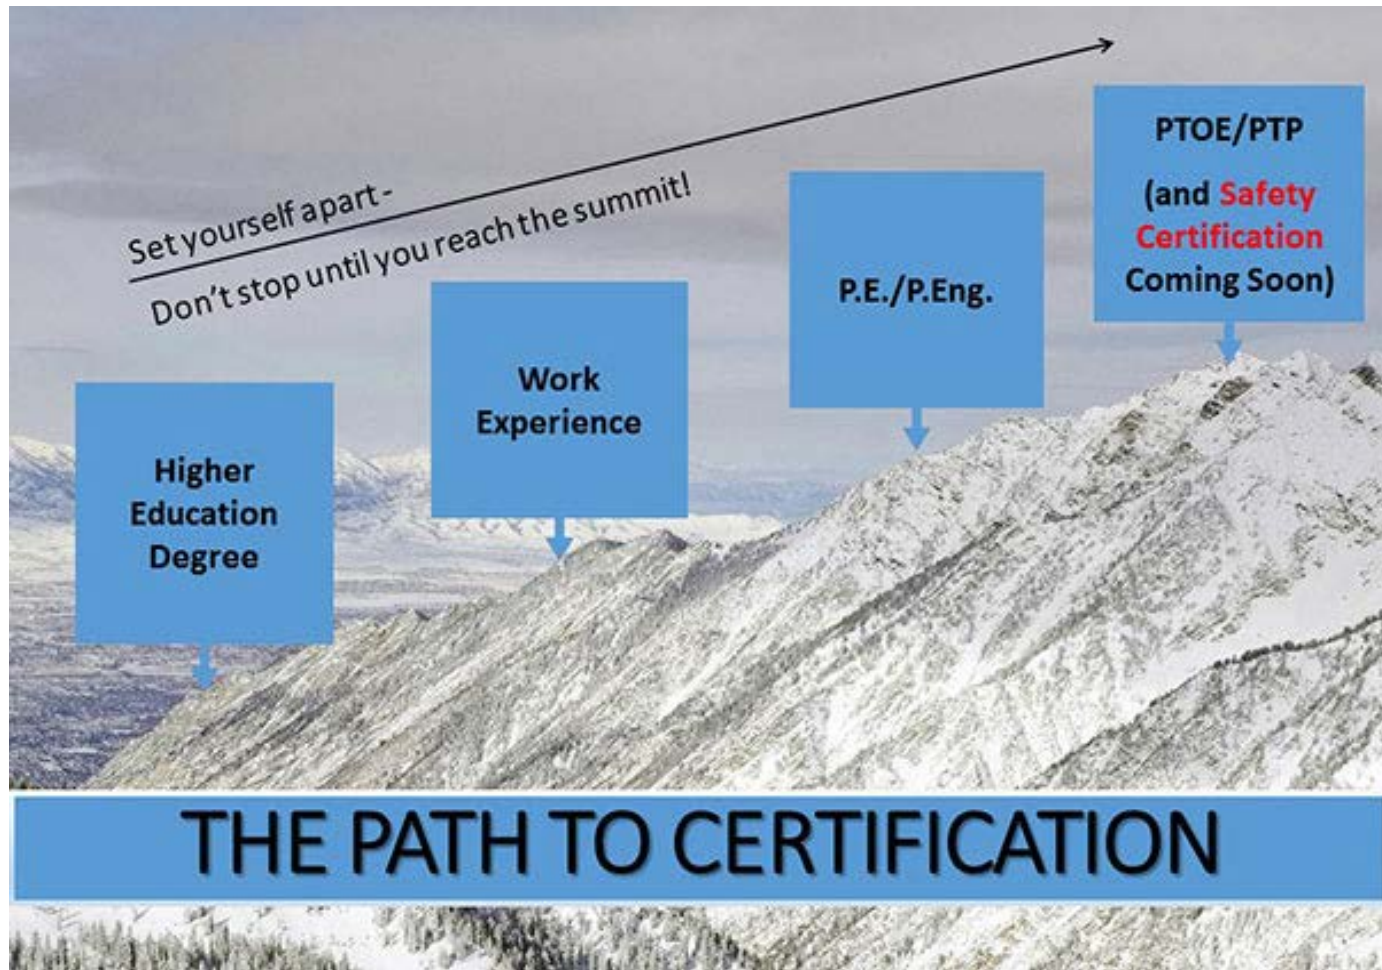 Set yourself apart -
Don't stop until you reach the summit!
PTOE/PTP
(and Safety
Certification
Coming Soon)
P.E./P.Eng.
Work
Experience
Higher
Education
Degree
THE PATH TO CERTIFICATION